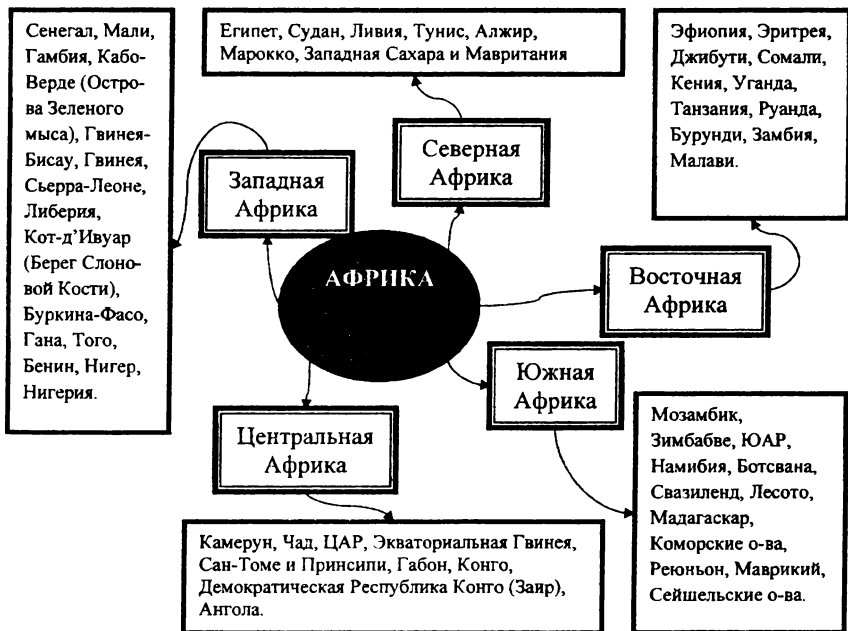 Сенегал, Мали,
Гамбия, Кабо-
Верде (Остро-
ва Зеленого
мыса), Гвинея-
Бисау, Гвинея,
Сьерра-Леоне,
Либерия,
Кот-д’Ивуар
(Берег Слоно-
вой Кости),
Буркина-Фасо,
Гана, Того,
Бенин, Нигер,
Нигерия.
Египет, Судан, Ливия, Тунис, Алжир,
Марокко, Западная Сахара и Мавритания
Эфиопия, Эритрея,
Джибути, Сомали,
Кения, Уганда,
Танзания, Руанда,
Бурунди, Замбия,
Малави.
Западная
Африка
Северная
Африка
АФРИКА
Восточная
Африка
Южная
Африка
Центральная
Африка
Мозамбик,
Зимбабве, ЮАР,
Намибия, Ботсвана,
Свазиленд, Лесото,
Мадагаскар,
Коморские о-ва,
Реюньон, Маврикий,
Сейшельские о-ва.
Камерун, Чад, ЦАР, Экваториальная Гвинея,
Сан-Томе и Принсипи, Габон, Конго,
Демократическая Республика Конго (Заир),
Ангола.